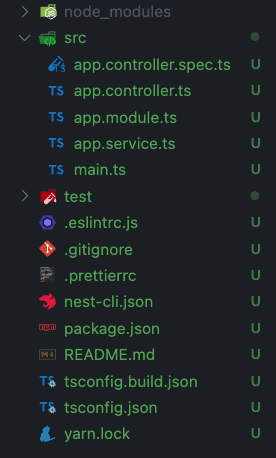 node_modules
src
app.controller.spec.ts U
TS app.controller.ts U
TS app.module.ts U
TS app.service.ts U
TS main.ts U
test
.eslintrc.js U
.gitignore U
.prettierrc U
nest-cli.json U
package.json U
README.md U
TS tsconfig.build.json U
TS tsconfig.json U
yarn.lock U